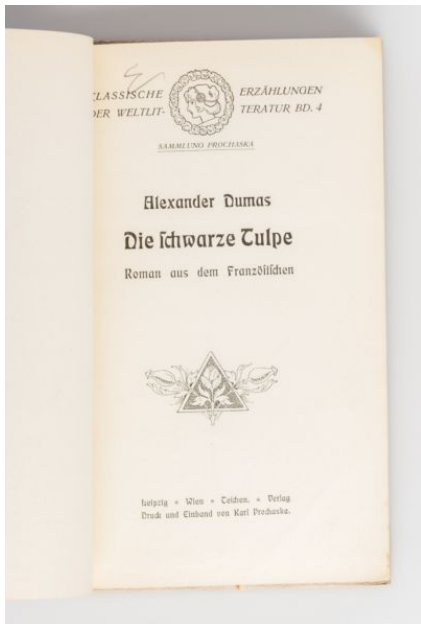 CLASSISCHE ERZÄHLUNGEN
DER WELTLIT- TERATUR BD. 4
SAMMLUNG PROCHASKA
Alexander Dumas
Die schwarze Tulpe
Roman aus dem Französischen
Leipzig * Wien * Teschen. * Verlag
Druck und Einband von Karl Prochaska.